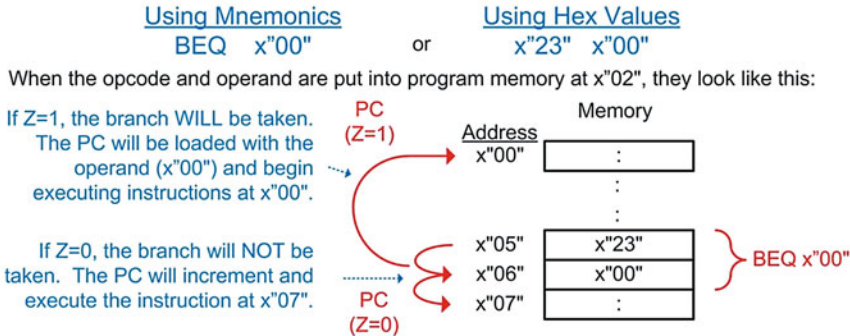 Using Mnemonics Using Hex Values
BEQ x"00" or x"23" x"00"
When the opcode and operand are put into program memory at x"02", they look like this:
If Z=1, the branch WILL be taken.
The PC will be loaded with the
operand (x"00") and begin
executing instructions at x"00".
PC
(Z=1)
Memory
Address
x"00" :
:
:
x"05" x"23"
x"06" x"00"
x"07" :
BEQ x"00"
If Z=0, the branch will NOT be
taken. The PC will increment and
execute the instruction at x"07".
PC
(Z=0)